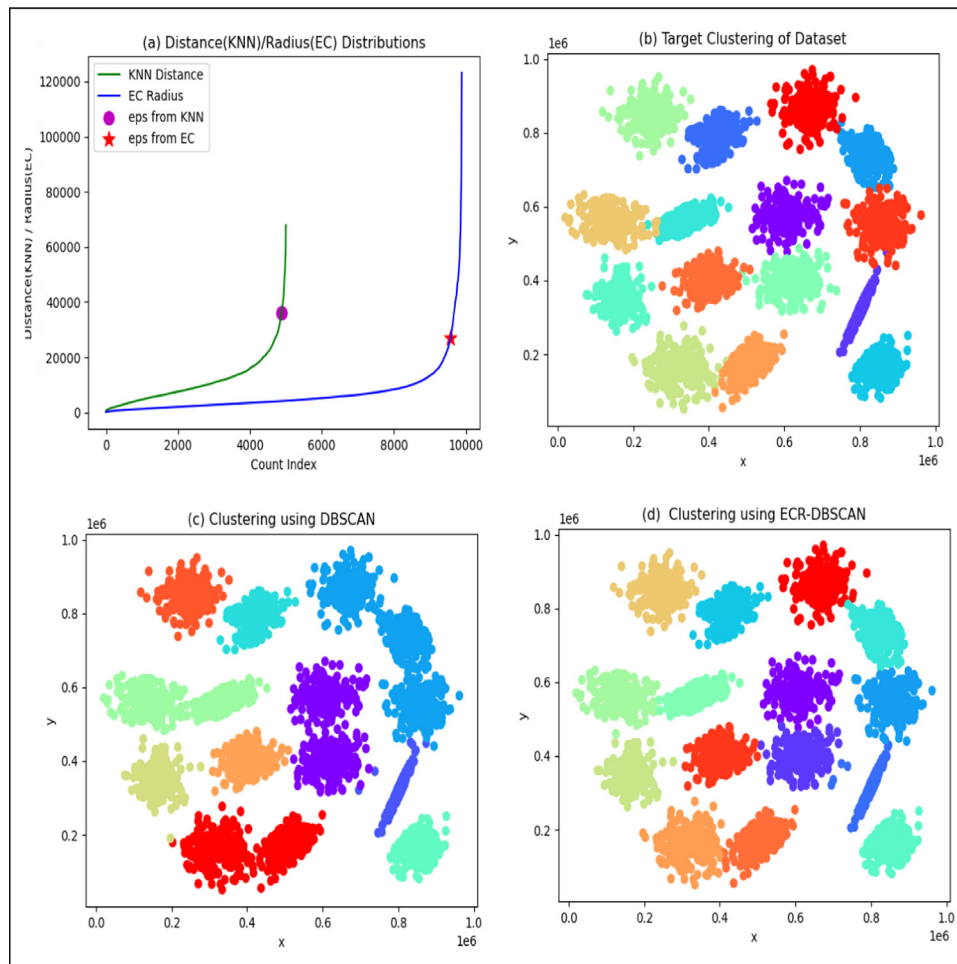 (a) Distance(KNN)/Radius(EC) Distributions
Distance(KNN) / Radius(EC)
120000
100000
80000
60000
40000
20000
0
KNN Distance
EC Radius
eps from KNN
eps from EC
0 2000 4000 6000 8000 10000
Count Index
(b) Target Clustering of Dataset
1e6
y
1.0
0.8
0.6
0.4
0.2
0.0 0.2 0.4 0.6 0.8 1.0
x
1e6
(c) Clustering using DBSCAN
1e6
y
1.0
0.8
0.6
0.4
0.2
0.0 0.2 0.4 0.6 0.8 1.0
x
1e6
(d) Clustering using ECR-DBSCAN
1e6
y
1.0
0.8
0.6
0.4
0.2
0.0 0.2 0.4 0.6 0.8 1.0
x
1e6